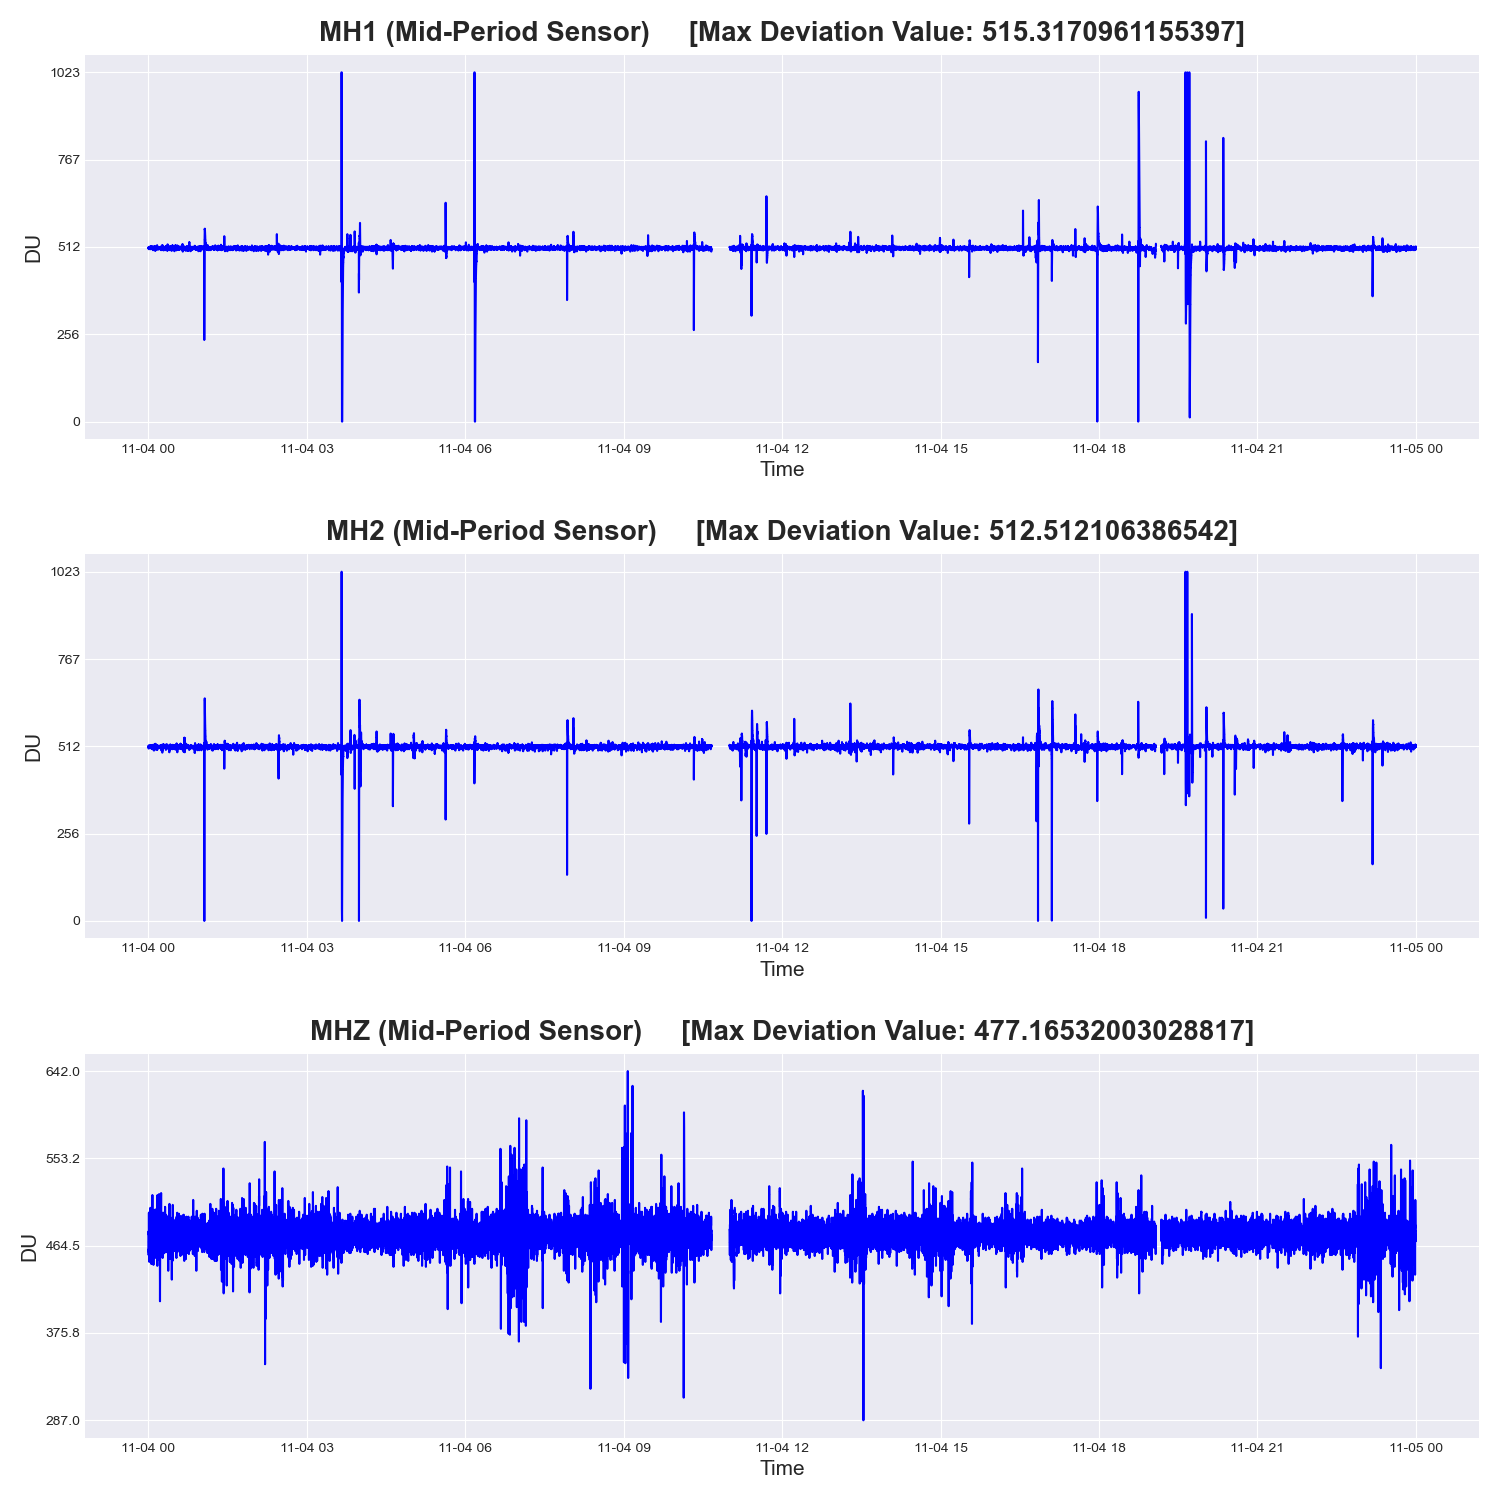 MH1 (Mid-Period Sensor) [Max Deviation Value: 515.3170961155397]
1023
767
512
256
0
DU
11-04 00 11-04 03 11-04 06 11-04 09 11-04 12 11-04 15 11-04 18 11-04 21 11-05 00
Time
MH2 (Mid-Period Sensor) [Max Deviation Value: 512.512106386542]
1023
767
512
256
0
DU
11-04 00 11-04 03 11-04 06 11-04 09 11-04 12 11-04 15 11-04 18 11-04 21 11-05 00
Time
MHZ (Mid-Period Sensor) [Max Deviation Value: 477.16532003028817]
642.0
553.2
464.5
375.8
287.0
DU
11-04 00 11-04 03 11-04 06 11-04 09 11-04 12 11-04 15 11-04 18 11-04 21 11-05 00
Time